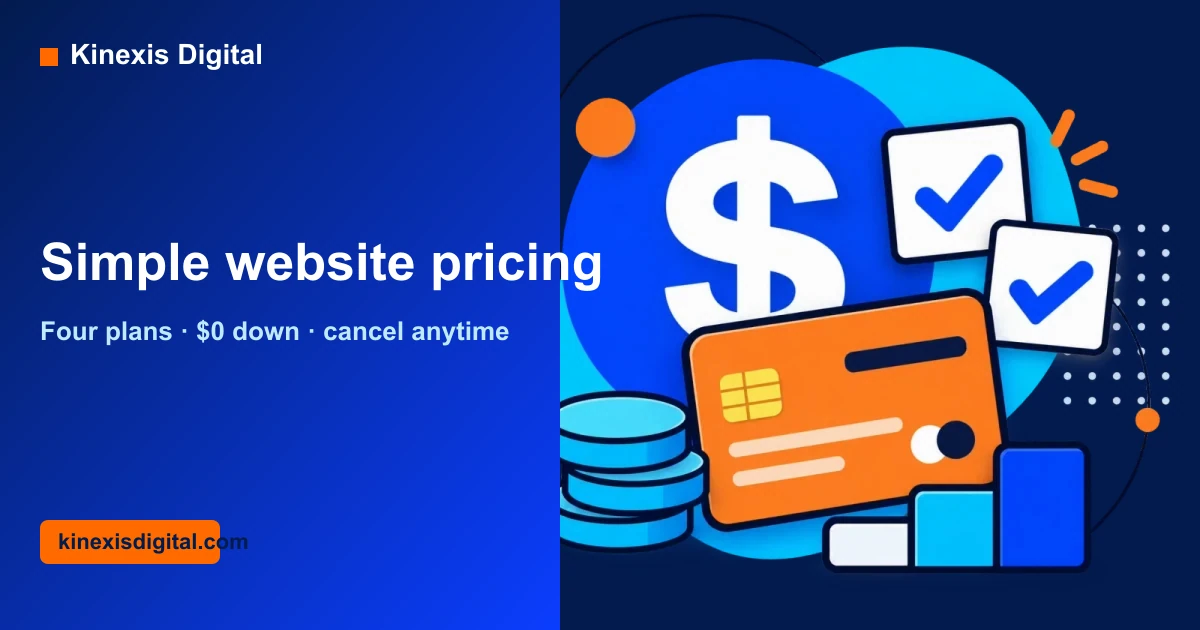 Kinexis Digital
Simple website pricing
Four plans · $0 down · cancel anytime
kinexisdigital.com
$